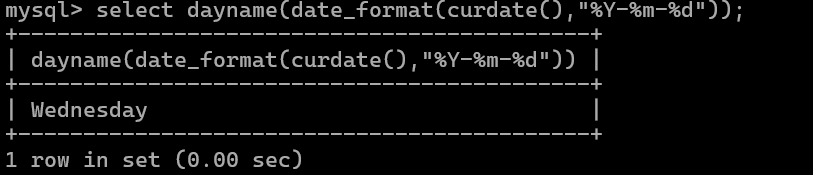 mysql> select dayname(date_format(curdate(),"%Y-%m-%d"));
+--------------------------------------------+
| dayname(date_format(curdate(),"%Y-%m-%d")) |
+--------------------------------------------+
| Wednesday                                  |
+--------------------------------------------+
1 row in set (0.00 sec)